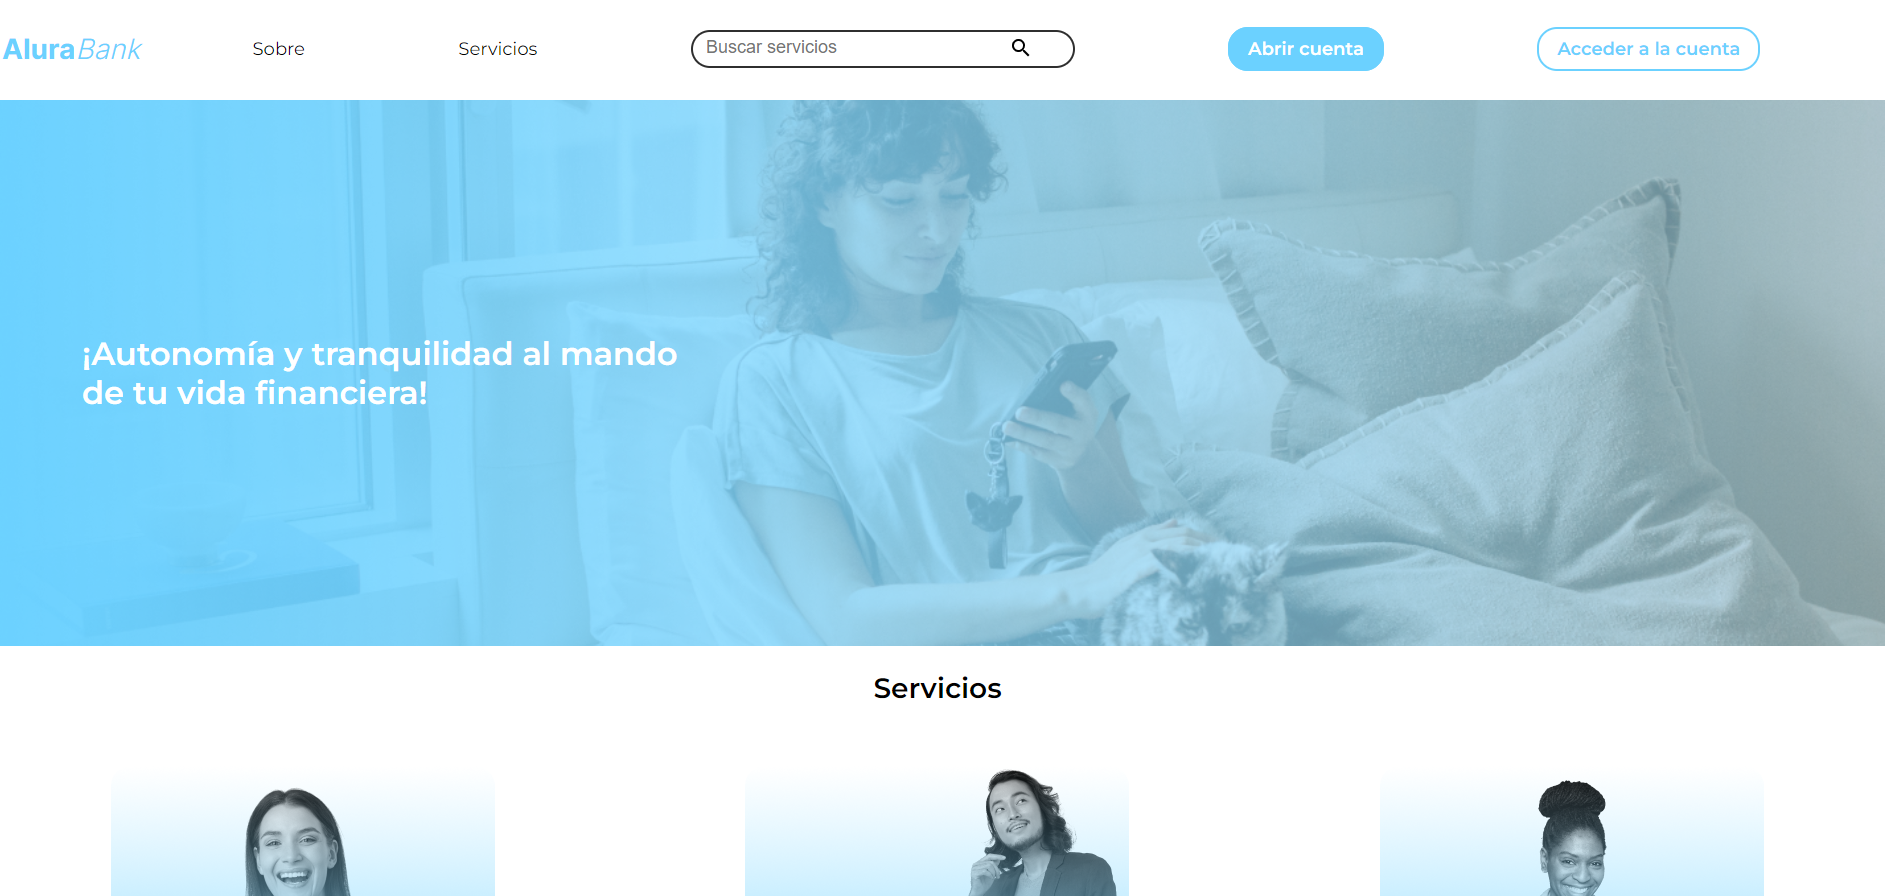 AluraBank
Sobre
Servicios
Buscar servicios
Abrir cuenta
Acceder a la cuenta
¡Autonomía y tranquilidad al mando
de tu vida financiera!
Servicios